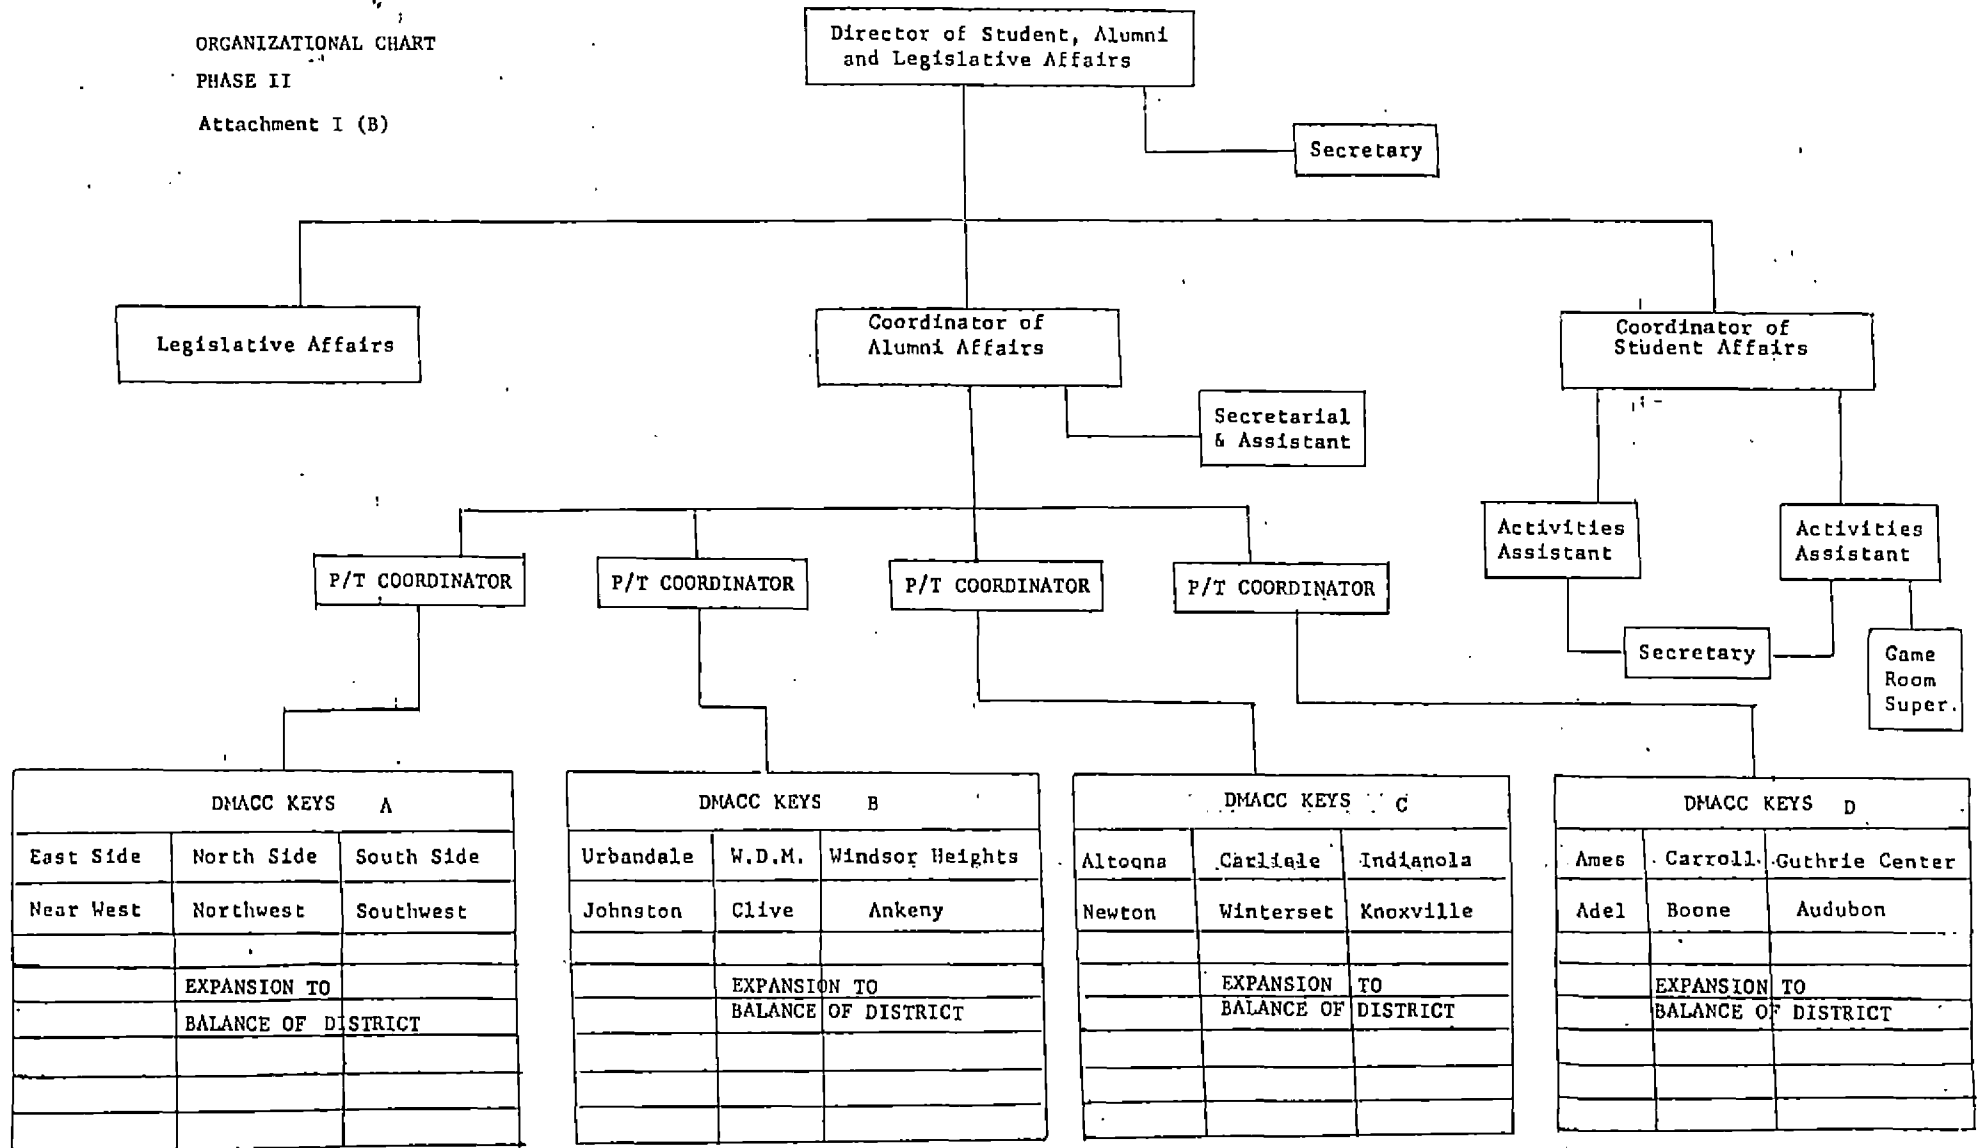 ORGANIZATIONAL CHART
PHASE II
Attachment I (B)
Director of Student, Alumni
and Legislative Affairs
Secretary
Legislative Affairs
Coordinator of
Alumni Affairs
Coordinator of
Student Affairs
Secretarial
& Assistant
Activities
Assistant
Activities
Assistant
P/T COORDINATOR
P/T COORDINATOR
P/T COORDINATOR
P/T COORDINATOR
Secretary
Game
Room
Super.
DMACC KEYS A
East Side North Side South Side
Near West Northwest Southwest
EXPANSION TO
BALANCE OF DISTRICT
DMACC KEYS B
Urbandale W.D.M. Windsor Heights
Johnston Clive Ankeny
EXPANSION TO
BALANCE OF DISTRICT
DMACC KEYS C
Altoona Carlisle Indianola
Newton Winterset Knoxville
EXPANSION TO
BALANCE OF DISTRICT
DMACC KEYS D
Ames Carroll Guthrie Center
Adel Boone Audubon
EXPANSION TO
BALANCE OF DISTRICT